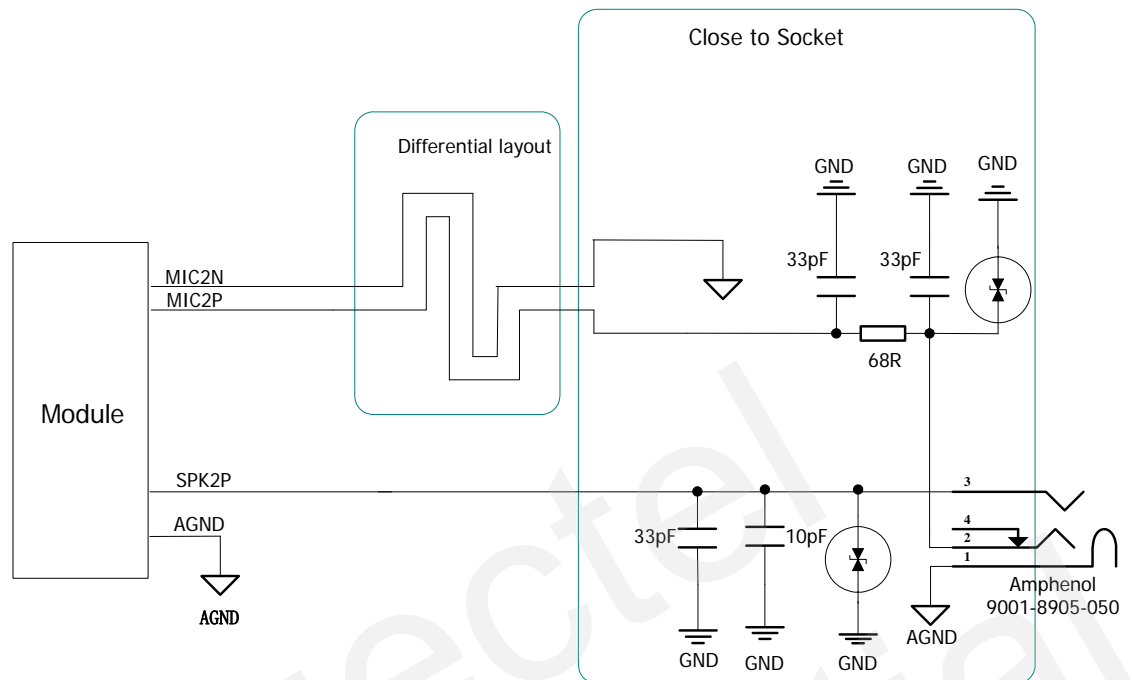 Close to Socket
Differential layout
GND
GND
GND
33pF
33pF
MIC2N
MIC2P
68R
Module
SPK2P
3
AGND
4
33pF
10pF
2
1
Amphenol
9001-8905-050
AGND
AGND
GND
GND
GND